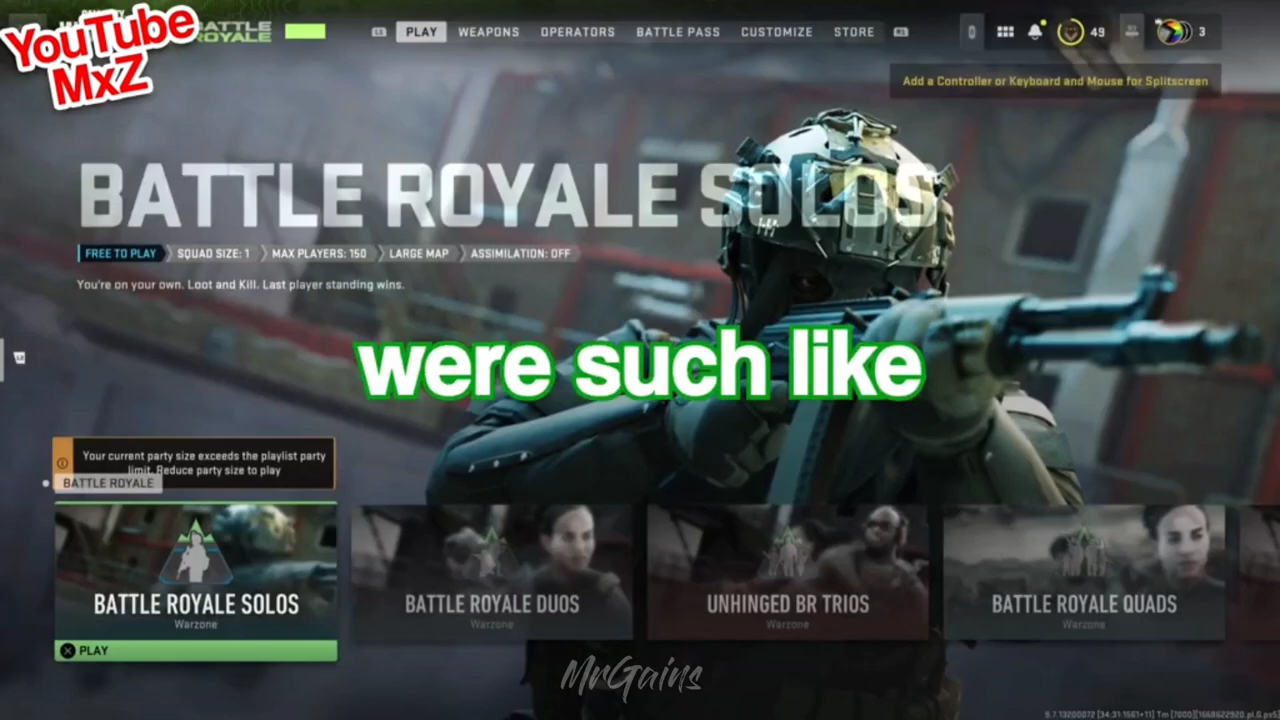 YouTube
MxZ
BATTLE
ROYALE
PLAY
WEAPONS
OPERATORS
BATTLE PASS
CUSTOMIZE
STORE
0
49
3
Add a Controller or Keyboard and Mouse for Splitscreen
BATTLE ROYALE SOLOS
FREE TO PLAY
SQUAD SIZE: 1
MAX PLAYERS: 150
LARGE MAP
ASSIMILATION: OFF
You're on your own. Loot and Kill. Last player standing wins.
were such like
Your current party size exceeds the playlist party
limit. Reduce party size to play
BATTLE ROYALE
BATTLE ROYALE SOLOS
Warzone
PLAY
BATTLE ROYALE DUOS
Warzone
UNHINGED BR TRIOS
Warzone
BATTLE ROYALE QUADS
Warzone
MrGains